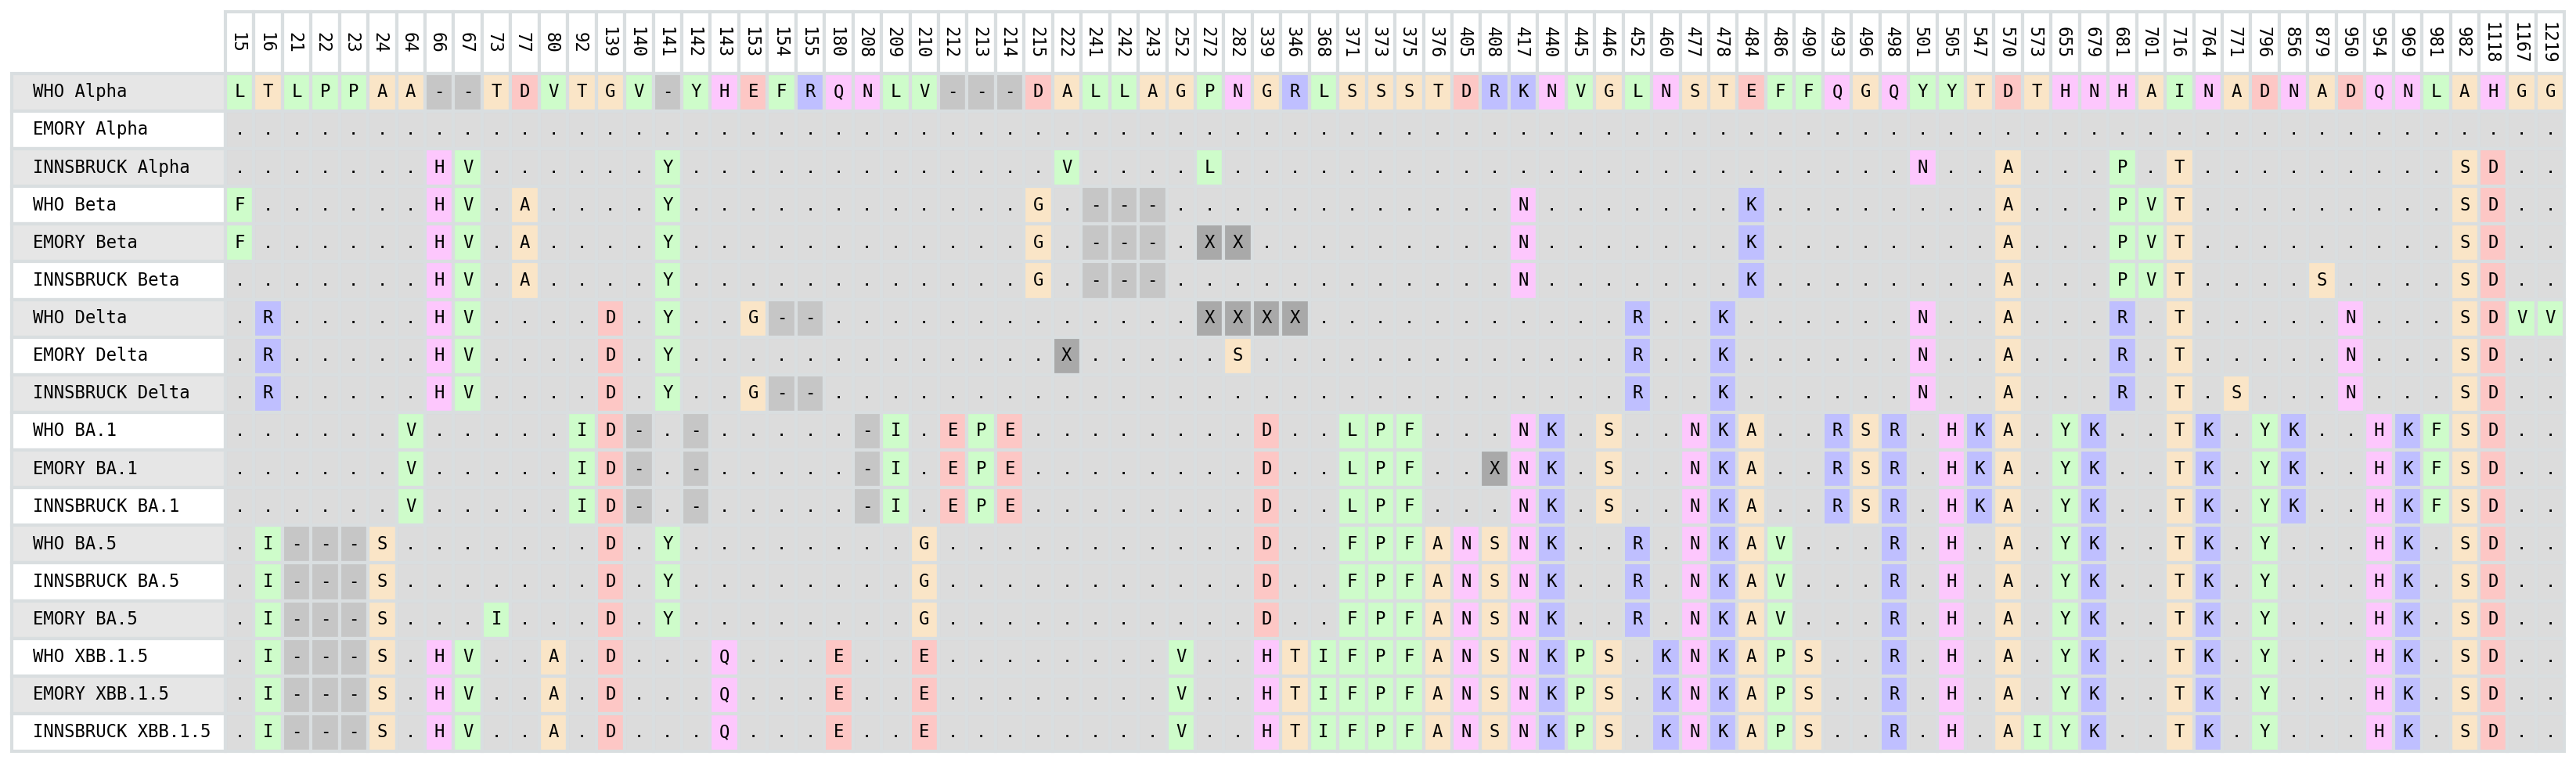 15 16 21 22 23 24 64 66 67 73 77 80 92 139 140 141 142 143 153 154 155 180 208 209 210 212 213 214 215 222 241 242 243 252 272 282 339 346 368 371 373 375 376 405 408 417 440 445 446 452 460 477 478 484 486 490 493 496 498 501 505 547 570 573 655 679 681 701 716 764 771 796 856 879 950 954 969 981 982 1118 1167 1219
WHO Alpha L T L P P A A - - T D V T G V - Y H E F R Q N L V - - - D A L L A G P N G R L S S S T D R K N V G L N S T E F F Q G Q Y Y T D T H N H A I N A D N A D Q N L A H G G
EMORY Alpha . . . . . . . . . . . . . . . . . . . . . . . . . . . . . . . . . . . . . . . . . . . . . . . . . . . . . . . . . . . . . . . . . . . . . . . . . . . . . . . . . .
INNSBRUCK Alpha . . . . . . . H V . . . . . . Y . . . . . . . . . . . . . V . . . . L . . . . . . . . . . . . . . . . . . . . . . . . N . . A . . . P . T . . . . . . . . . S D . .
WHO Beta F . . . . . . H V . A . . . . Y . . . . . . . . . . . . G . - - - . . . . . . . . . . . . N . . . . . . . K . . . . . . . . A . . . P V T . . . . . . . . . S D . .
EMORY Beta F . . . . . . H V . A . . . . Y . . . . . . . . . . . . G . - - - . X X . . . . . . . . . N . . . . . . . K . . . . . . . . A . . . P V T . . . . . . . . . S D . .
INNSBRUCK Beta . . . . . . . H V . A . . . . Y . . . . . . . . . . . . G . - - - . . . . . . . . . . . . N . . . . . . . K . . . . . . . . A . . . P V T . . . . S . . . . S D . .
WHO Delta . R . . . . . H V . . . . D . Y . . G - - . . . . . . . . . . . . . X X X X . . . . . . . . . . . R . . K . . . . . . N . . A . . . R . T . . . . . N . . . S D V V
EMORY Delta . R . . . . . H V . . . . D . Y . . . . . . . . . . . . . X . . . . . S . . . . . . . . . . . . . R . . K . . . . . . N . . A . . . R . T . . . . . N . . . S D . .
INNSBRUCK Delta . R . . . . . H V . . . . D . Y . . G - - . . . . . . . . . . . . . . . . . . . . . . . . . . . . R . . K . . . . . . N . . A . . . R . T . S . . . N . . . S D . .
WHO BA.1 . . . . . . V . . . . . I D - . - . . . . . - I . E P E . . . . . . . . D . . L P F . . . N K . S . . N K A . . R S R . H K A . Y K . . T K . Y K . . H K F S D . .
EMORY BA.1 . . . . . . V . . . . . I D - . - . . . . . - I . E P E . . . . . . . . D . . L P F . . X N K . S . . N K A . . R S R . H K A . Y K . . T K . Y K . . H K F S D . .
INNSBRUCK BA.1 . . . . . . V . . . . . I D - . - . . . . . - I . E P E . . . . . . . . D . . L P F . . . N K . S . . N K A . . R S R . H K A . Y K . . T K . Y K . . H K F S D . .
WHO BA.5 . I - - - S . . . . . . . D . Y . . . . . . . . G . . . . . . . . . . . D . . F P F A N S N K . . R . N K A V . . . R . H . A . Y K . . T K . Y . . . H K . S D . .
INNSBRUCK BA.5 . I - - - S . . . . . . . D . Y . . . . . . . . G . . . . . . . . . . . D . . F P F A N S N K . . R . N K A V . . . R . H . A . Y K . . T K . Y . . . H K . S D . .
EMORY BA.5 . I - - - S . . . I . . . D . Y . . . . . . . . G . . . . . . . . . . . D . . F P F A N S N K . . R . N K A V . . . R . H . A . Y K . . T K . Y . . . H K . S D . .
WHO XBB.1.5 . I - - - S . H V . . A . D . . . Q . . . E . . E . . . . . . . . V . . H T I F P F A N S N K P S . K N K A P S . . R . H . A . Y K . . T K . Y . . . H K . S D . .
EMORY XBB.1.5 . I - - - S . H V . . A . D . . . Q . . . E . . E . . . . . . . . V . . H T I F P F A N S N K P S . K N K A P S . . R . H . A . Y K . . T K . Y . . . H K . S D . .
INNSBRUCK XBB.1.5 . I - - - S . H V . . A . D . . . Q . . . E . . E . . . . . . . . V . . H T I F P F A N S N K P S . K N K A P S . . R . H . A I Y K . . T K . Y . . . H K . S D . .